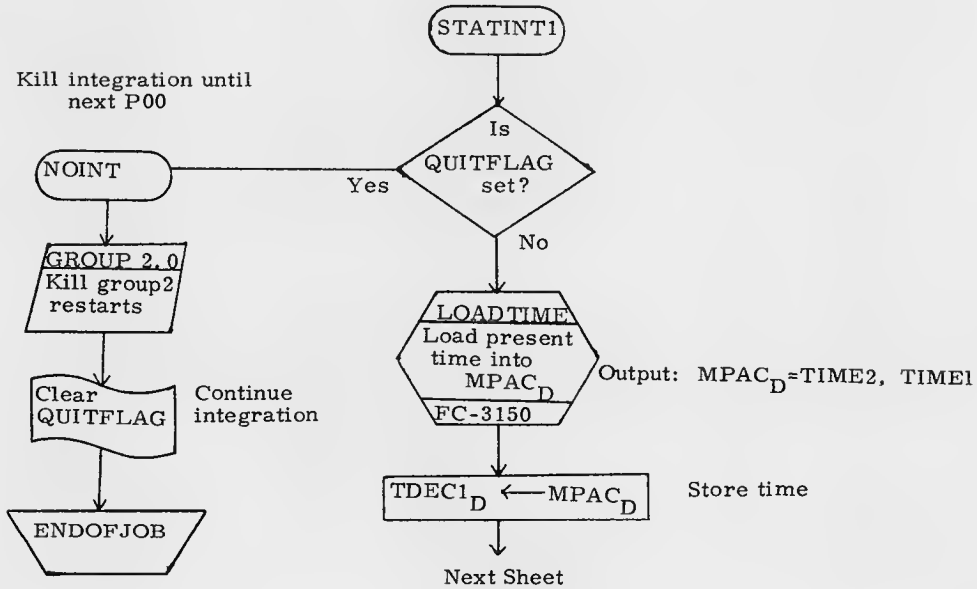 STATINT1
Kill integration until
next P00
Is
QUITFLAG
set?
Yes
No
NOINT
GROUP 2.0
Kill group2
restarts
Clear
QUITFLAG
Continue
integration
ENDOFJOB
LOADTIME
Load present
time into
MPAC_D
FC-3150
Output: MPAC_D=TIME2, TIME1
TDEC1_D ← MPAC_D
Store time
Next Sheet